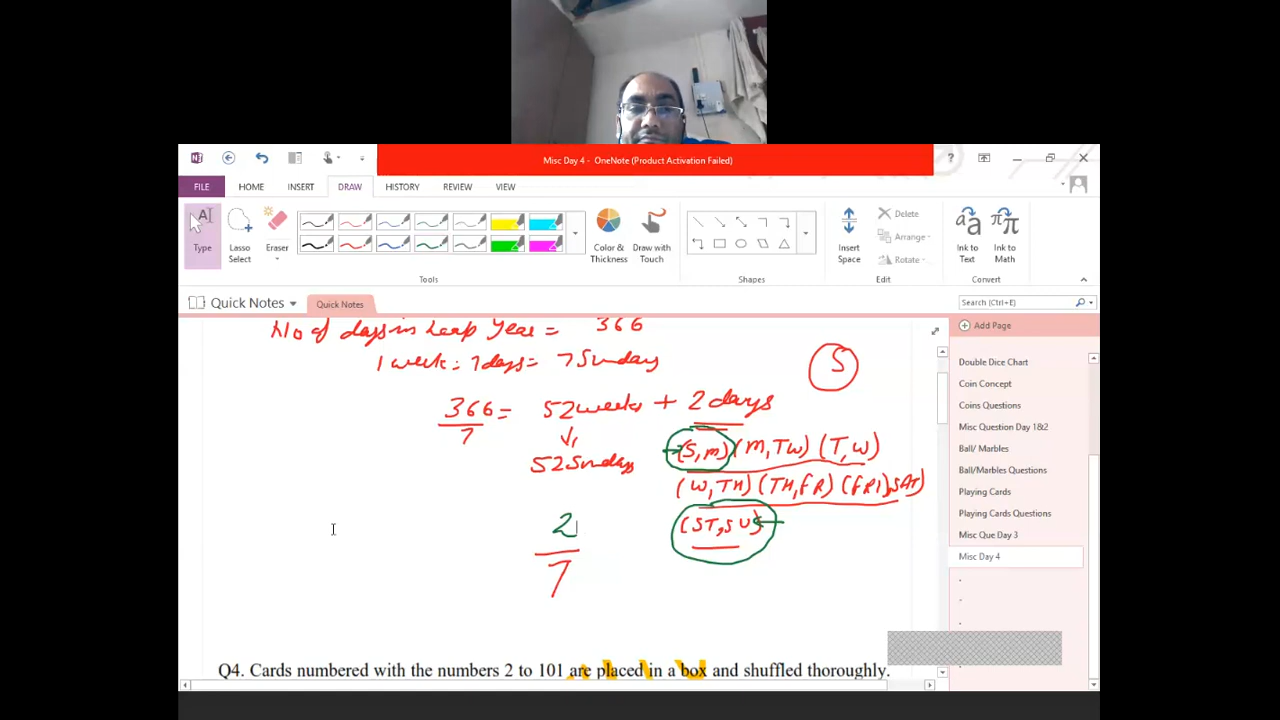 Misc Day 4 - OneNote (Product Activation Failed)
FILE HOME INSERT DRAW HISTORY REVIEW VIEW
Type Lasso Select Eraser Color & Thickness Draw with Touch Insert Space Delete Arrange Rotate Ink to Text Ink to Math
Tools Shapes Edit Convert
Quick Notes Quick Notes Search (Ctrl+E)
Add Page
Double Dice Chart
Coin Concept
Coins Questions
Misc Question Day 1&2
Ball/ Marbles
Ball/Marbles Questions
Playing Cards
Playing Cards Questions
Misc Que Day 3
Misc Day 4
No of days in Leap Year = 366
1 week = 7 days = 7 Sunday
S
366/7 = 52 weeks + 2 days
52 Sunday
(S, M) (M, TW) (T, W)
(W, TH) (TH, FR) (FRI, SAT)
(ST, SU)
2/7
Q4. Cards numbered with the numbers 2 to 101 are placed in a box and shuffled thoroughly.